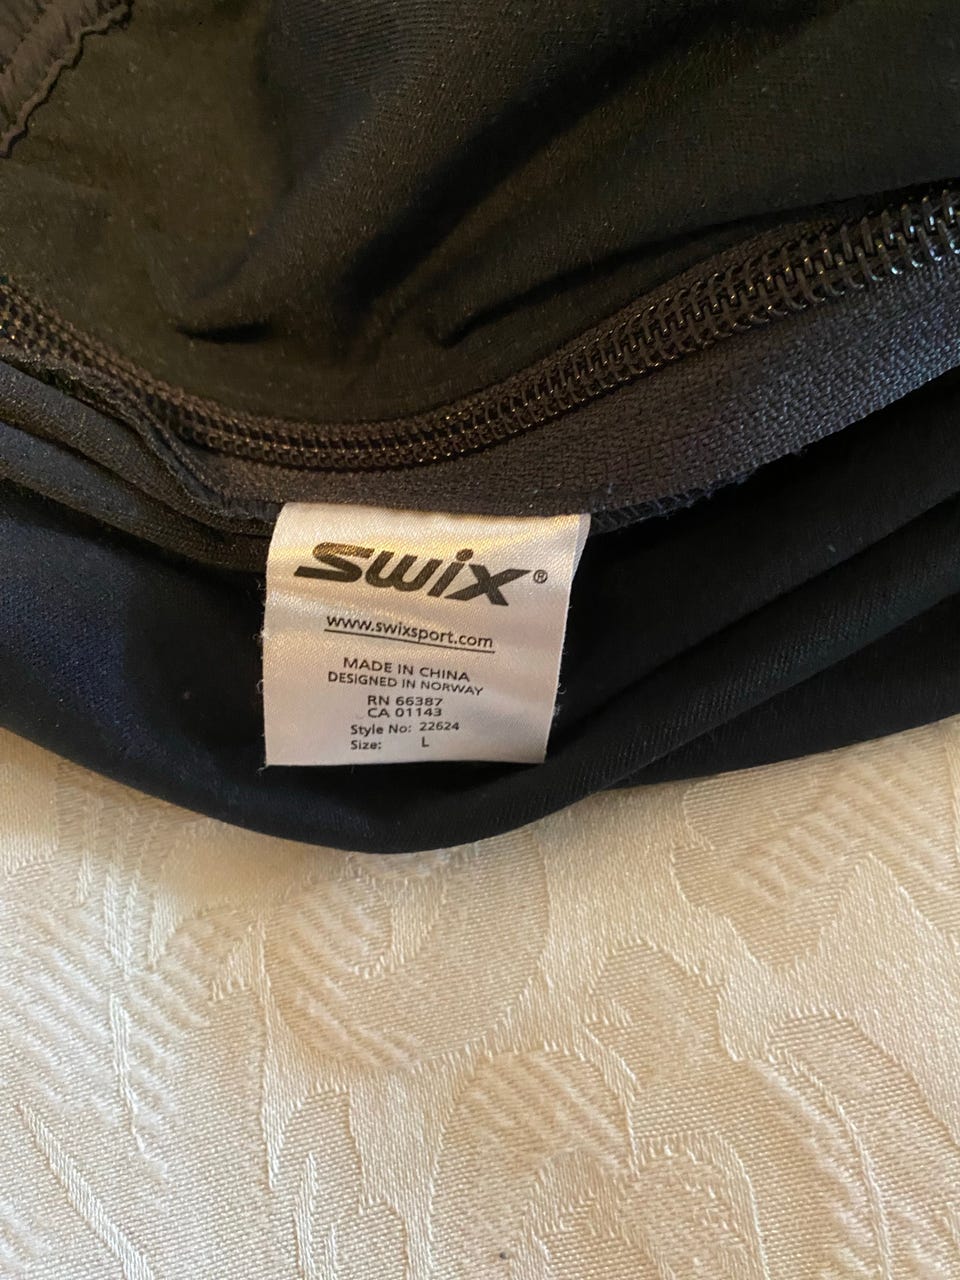 swix®
www.swixsport.com
MADE IN CHINA
DESIGNED IN NORWAY
RN 66387
CA 01143
Style No: 22624
Size: L